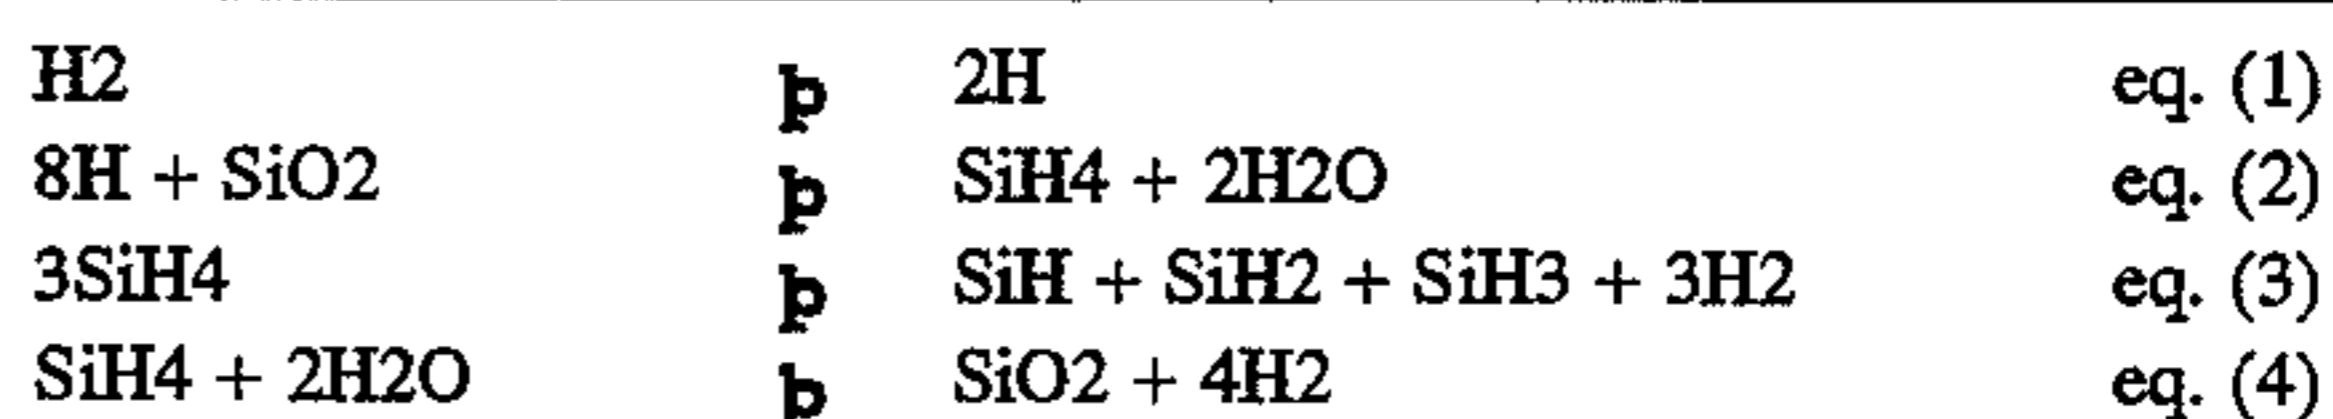 H2 þ 2H eq. (1)
8H + SiO2 þ SiH4 + 2H2O eq. (2)
3SiH4 þ SiH + SiH2 + SiH3 + 3H2 eq. (3)
SiH4 + 2H2O þ SiO2 + 4H2 eq. (4)